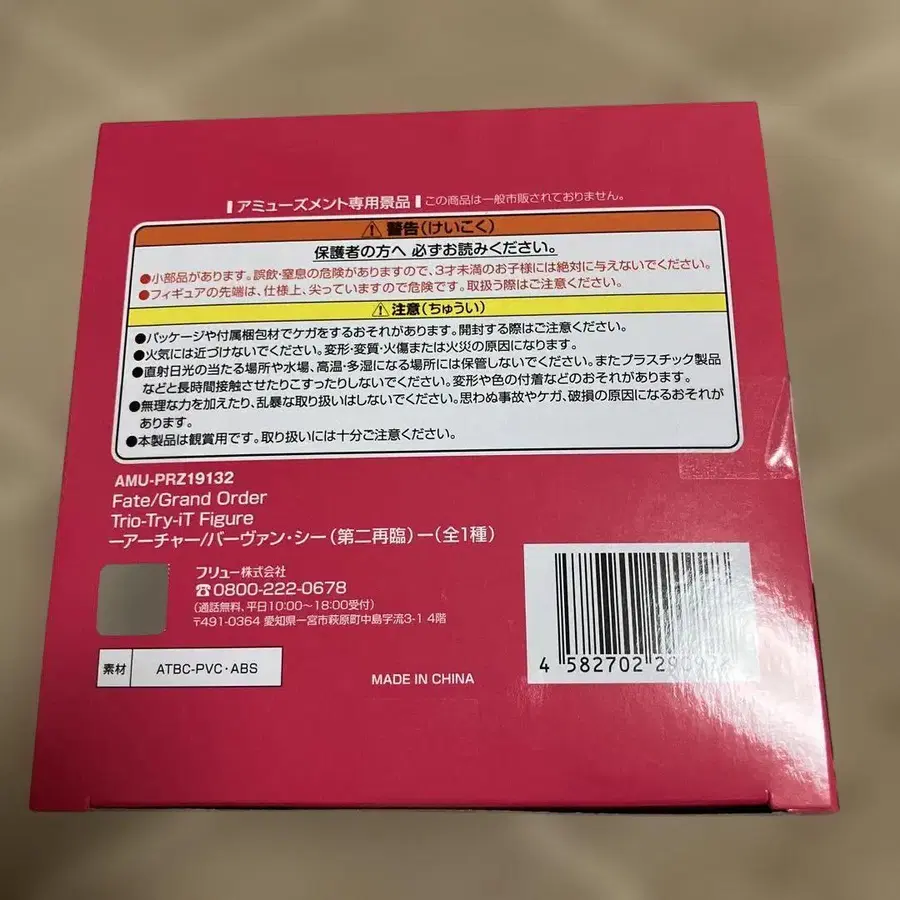 アミューズメント専用景品 この商品は一般市販されておりません。
警告(けいこく)
保護者の方へ 必ずお読みください。
●小部品があります。誤飲・窒息の危険がありますので、3才未満のお子様には絶対に与えないでください。
●フィギュアの先端は、仕様上、尖っていますので危険です。取扱う際はご注意ください。
注意(ちゅうい)
●パッケージや付属梱包材でケガをするおそれがあります。開封する際はご注意ください。
●火気には近づけないでください。変形・変質・火傷または火災の原因になります。
●直射日光の当たる場所や水場、高温・多湿になる場所には保管しないでください。またプラスチック製品
などと長時間接触させたりこすったりしないでください。変形や色の付着などのおそれがあります。
●無理な力を加えたり、乱暴な取り扱いはしないでください。思わぬ事故やケガ、破損の原因になるおそれが
あります。
●本製品は観賞用です。取り扱いには十分ご注意ください。
AMU-PRZ19132
Fate/Grand Order
Trio-Try-iT Figure
ーアーチャー/バーヴァン・シー(第二再臨)ー(全1種)
フリュー株式会社
☎0800-222-0678
(通話無料、平日10:00〜18:00受付)
〒491-0364 愛知県一宮市萩原町中島字流3-1 4階
素材 ATBC-PVC・ABS
MADE IN CHINA
4 582702